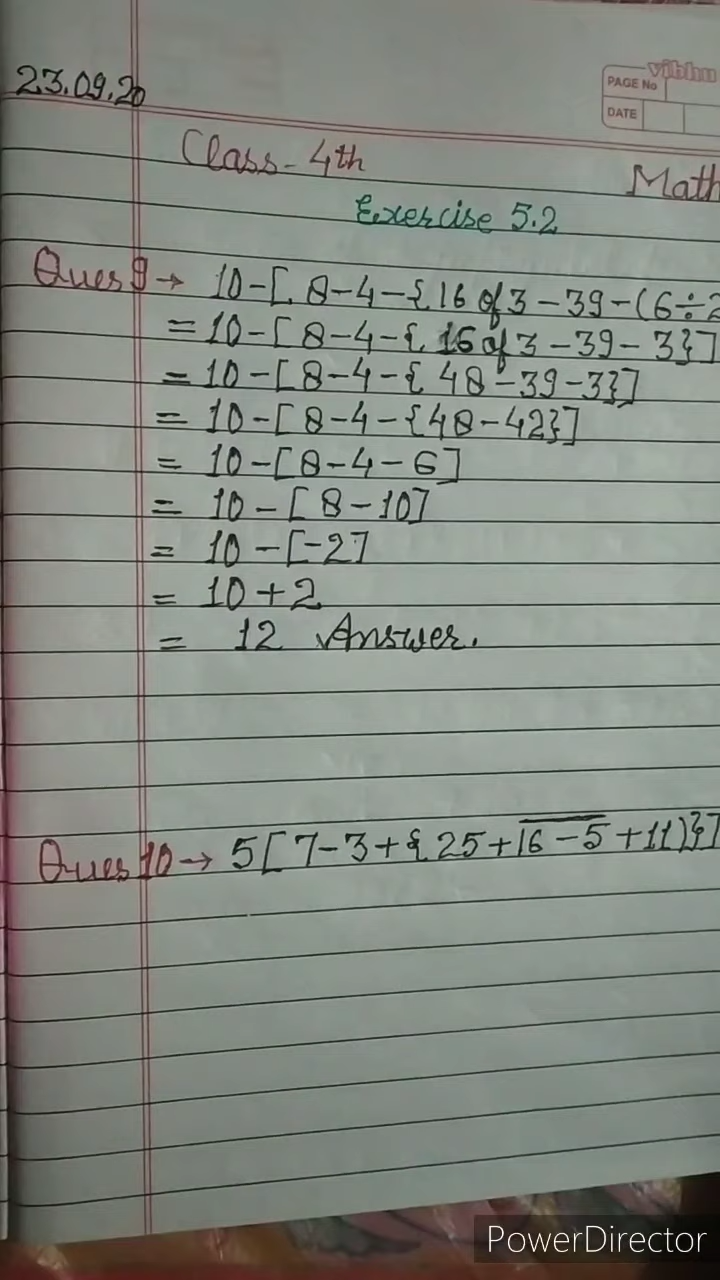 vibhu
PAGE No
DATE
23.09.20
Class - 4th
Math
Exercise 5.2
Ques 9 → 10-[8-4-{16 of 3-39-(6÷2
= 10-[8-4-{16 of 3-39-3}]
= 10-[8-4-{48-39-3}]
= 10-[8-4-{48-42}]
= 10-[8-4-6]
= 10-[8-10]
= 10-[-2]
= 10+2
= 12 Answer.
Ques 10 → 5[7-3+{25+1̅6̅ ̅-̅ ̅5̅+11)}]
PowerDirector